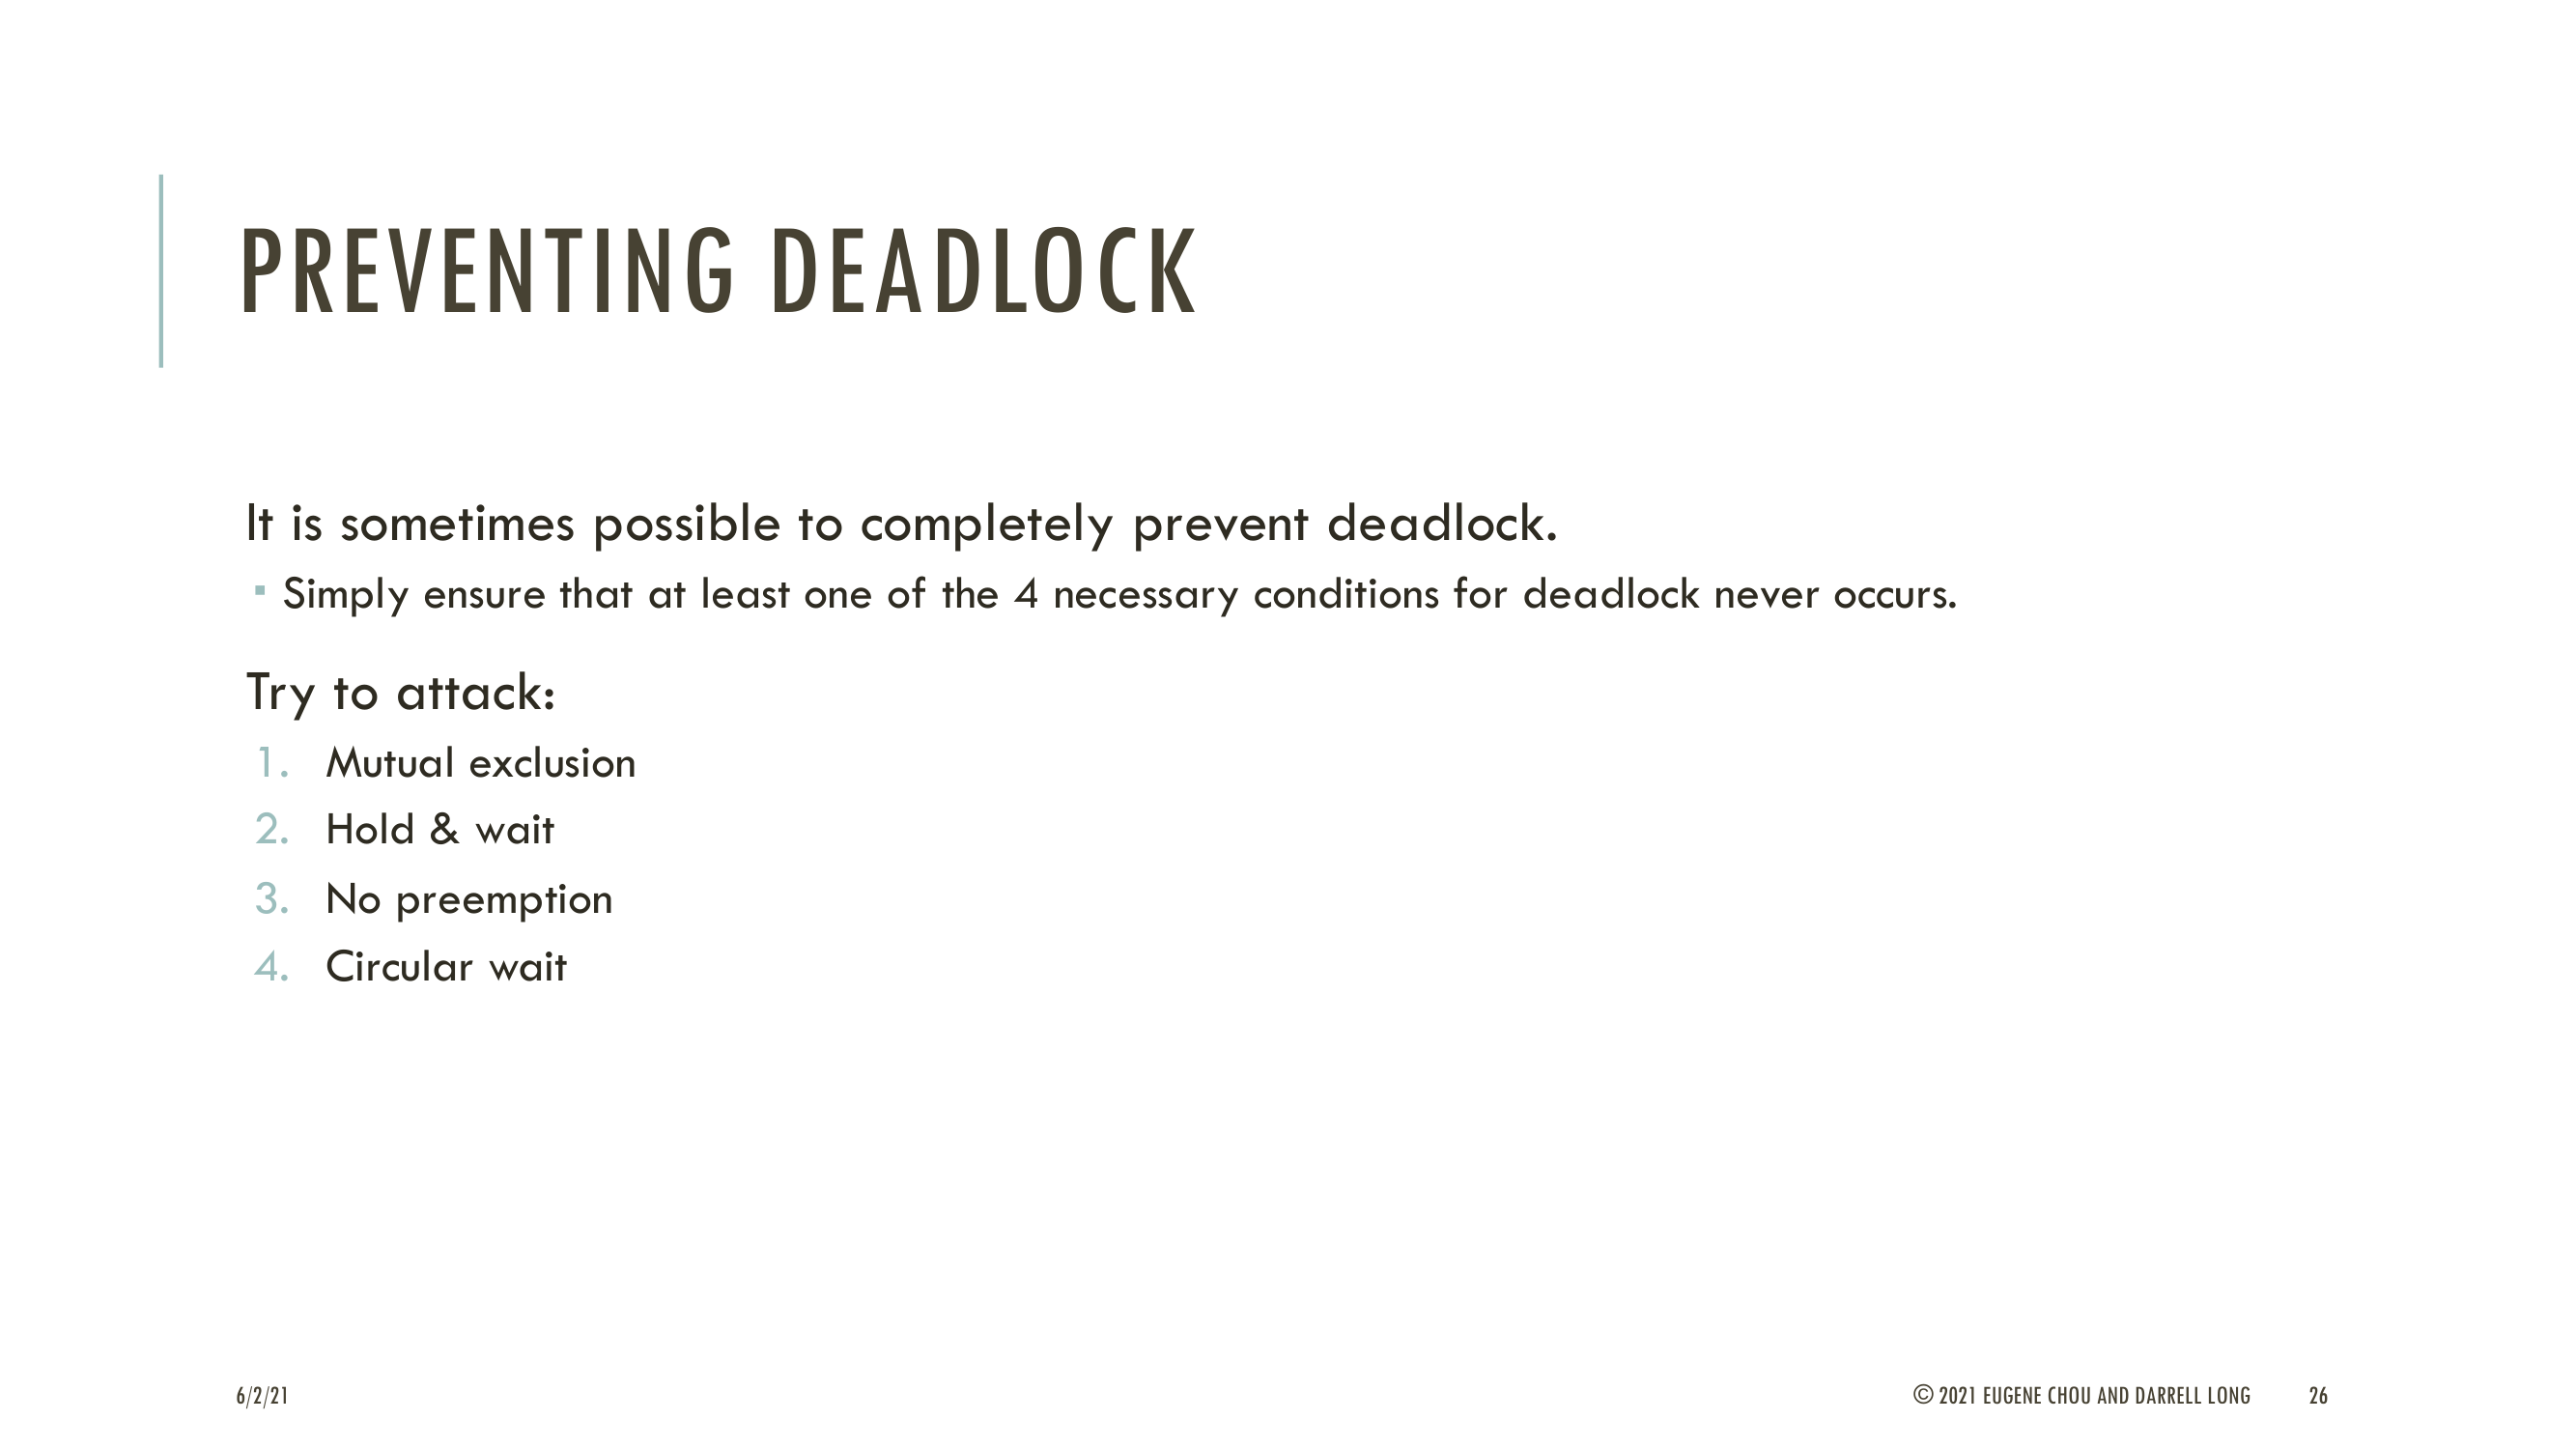 PREVENTING DEADLOCK
It is sometimes possible to completely prevent deadlock.
▪ Simply ensure that at least one of the 4 necessary conditions for deadlock never occurs.
Try to attack:
1. Mutual exclusion
2. Hold & wait
3. No preemption
4. Circular wait
6/2/21
© 2021 EUGENE CHOU AND DARRELL LONG
26